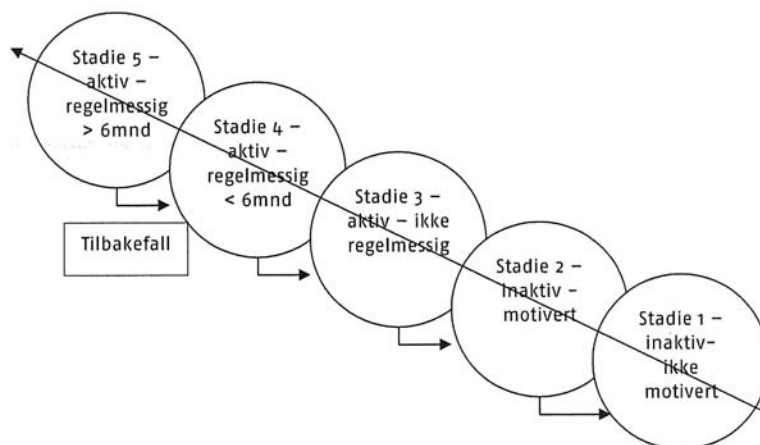 Stadie 5 –
aktiv –
regelmessig
> 6mnd
Stadie 4 –
aktiv –
regelmessig
< 6mnd
Stadie 3 –
aktiv – ikke
regelmessig
Stadie 2 –
inaktiv –
motivert
Stadie 1 –
inaktiv–
ikke
motivert
Tilbakefall